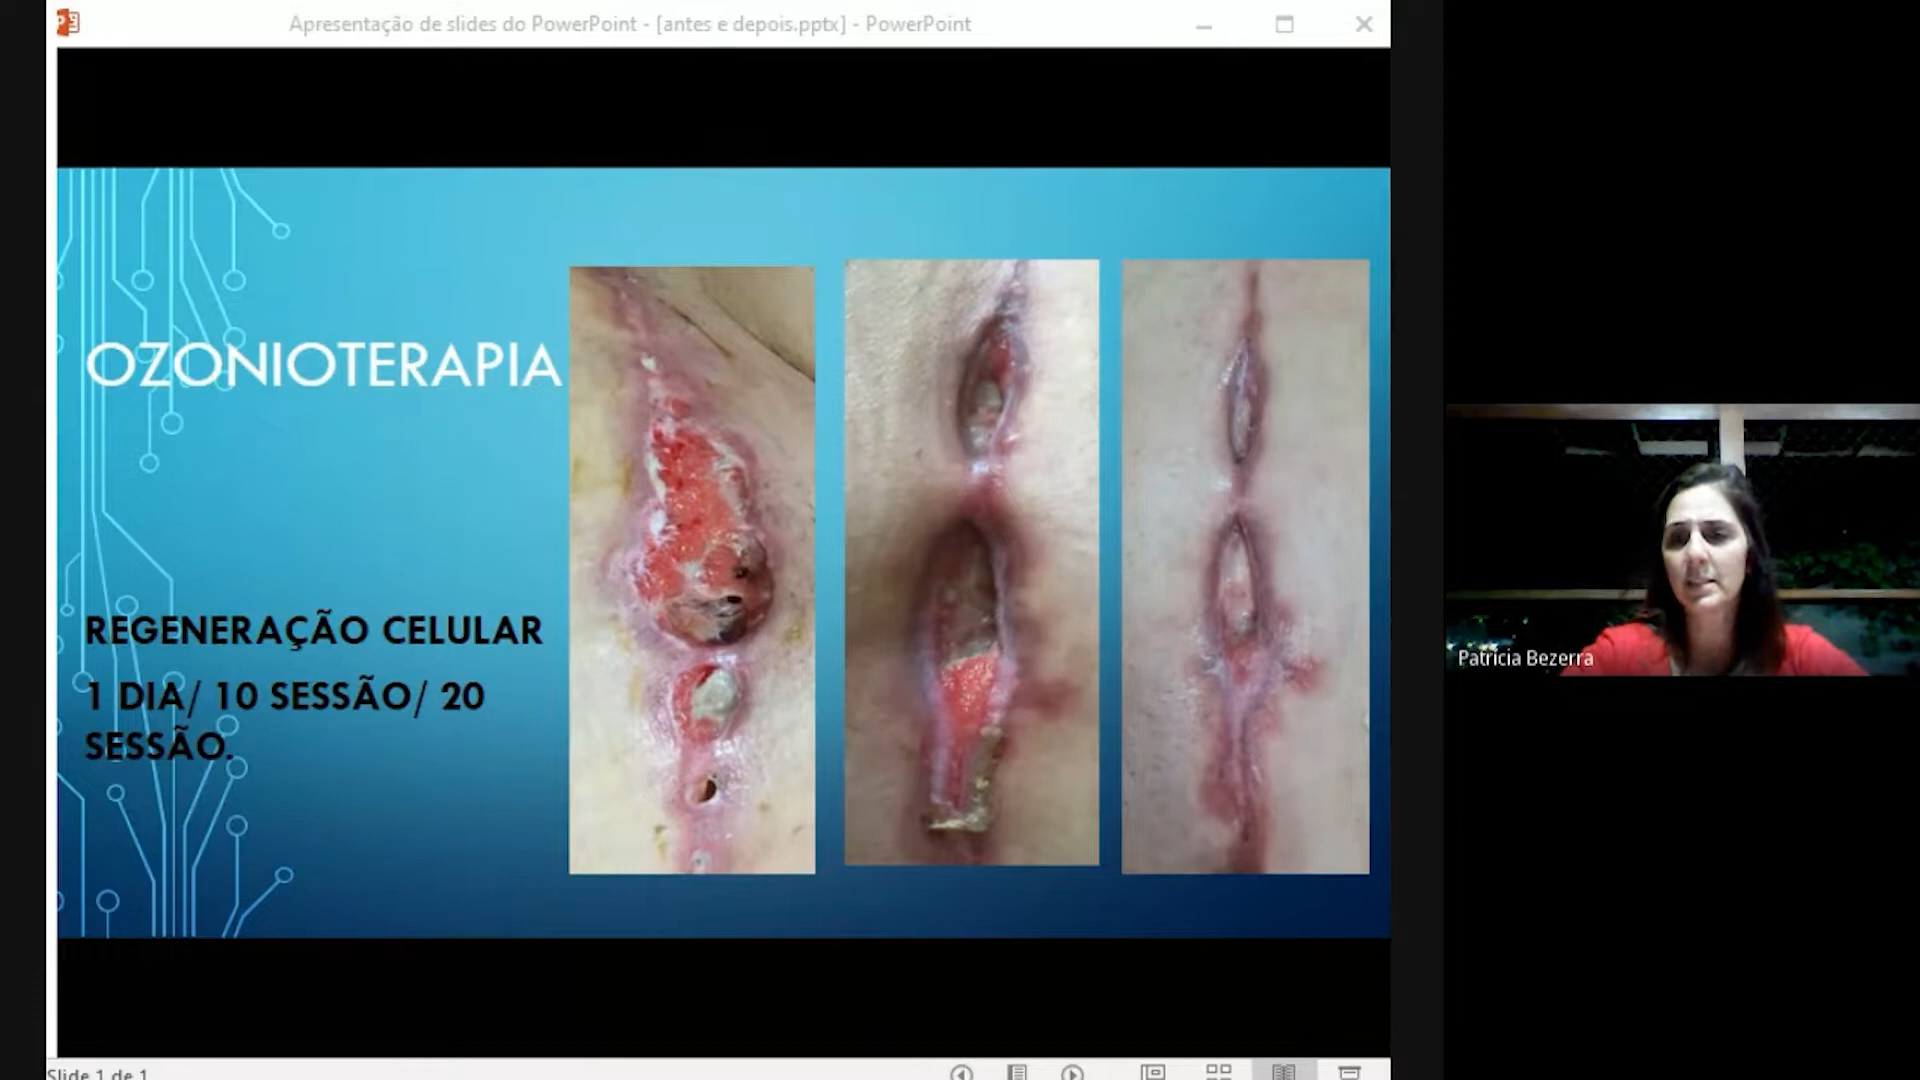 Apresentação de slides do PowerPoint - [antes e depois.pptx] - PowerPoint
OZONIOTERAPIA
REGENERAÇÃO CELULAR
1 DIA/ 10 SESSÃO/ 20
SESSÃO.
Patricia Bezerra
Slide 1 de 1